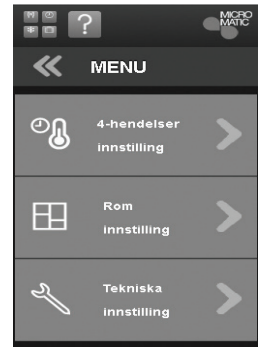 ?
MICRO
MATIC
MENU
4-hendelser
innstilling
Rom
innstilling
Tekniska
innstilling